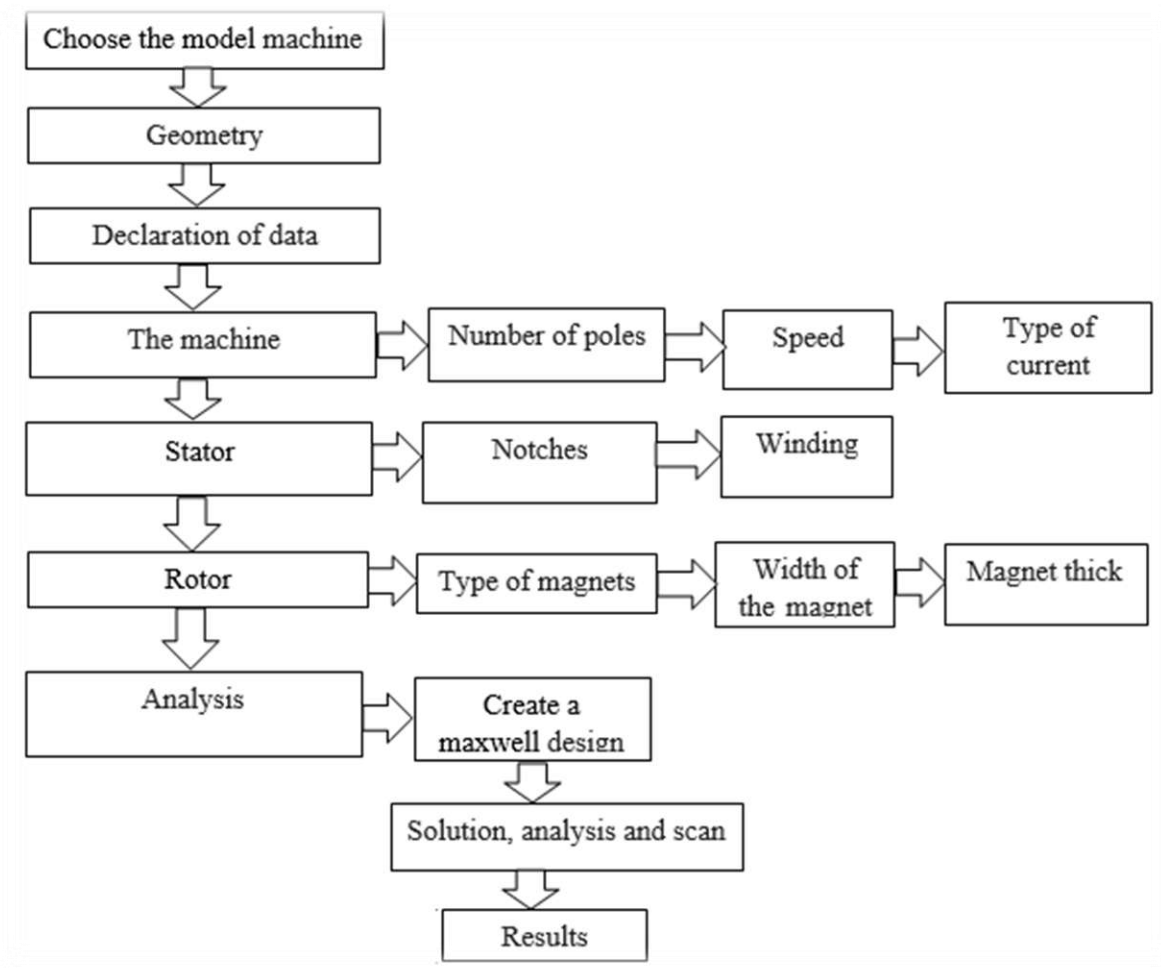 Choose the model machine
Geometry
Declaration of data
The machine
Number of poles
Speed
Type of
current
Stator
Notches
Winding
Rotor
Type of magnets
Width of
the magnet
Magnet thick
Analysis
Create a
maxwell design
Solution, analysis and scan
Results